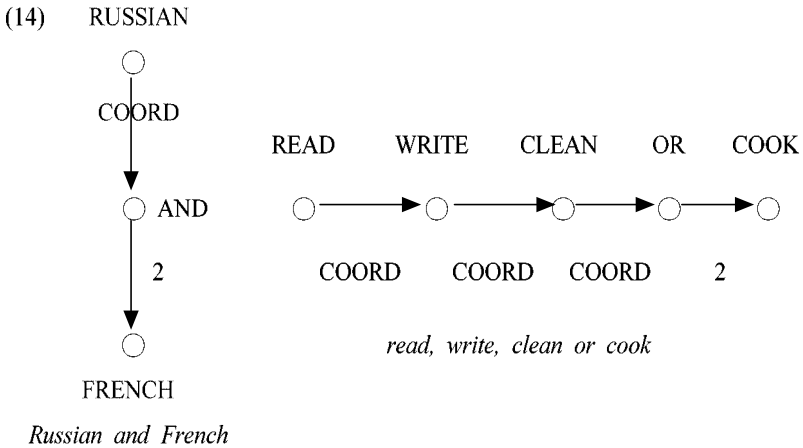 (14) RUSSIAN
COORD
AND
2
FRENCH
Russian and French
READ WRITE CLEAN OR COOK
COORD COORD COORD 2
read, write, clean or cook